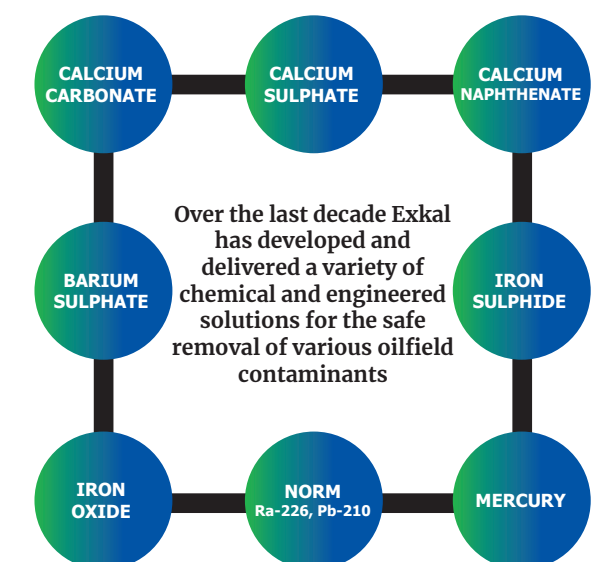 CALCIUM
CARBONATE
CALCIUM
SULPHATE
CALCIUM
NAPHTHENATE
Over the last decade Exkal
has developed and
delivered a variety of
chemical and engineered
solutions for the safe
removal of various oilfield
contaminants
BARIUM
SULPHATE
IRON
SULPHIDE
IRON
OXIDE
NORM
Ra-226, Pb-210
MERCURY